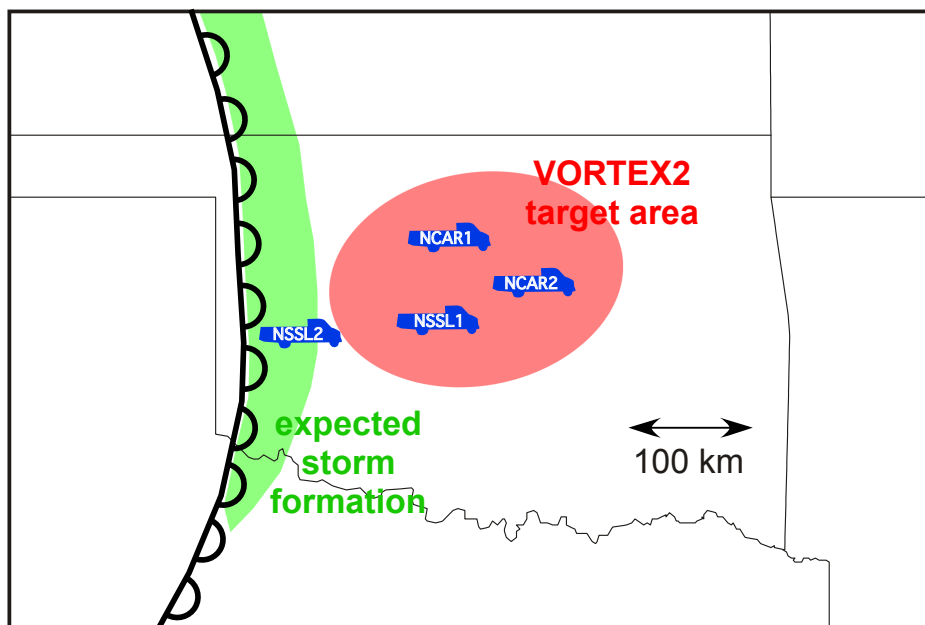 VORTEX2
target area
NCAR1
NCAR2
NSSL1
NSSL2
expected
storm
formation
100 km